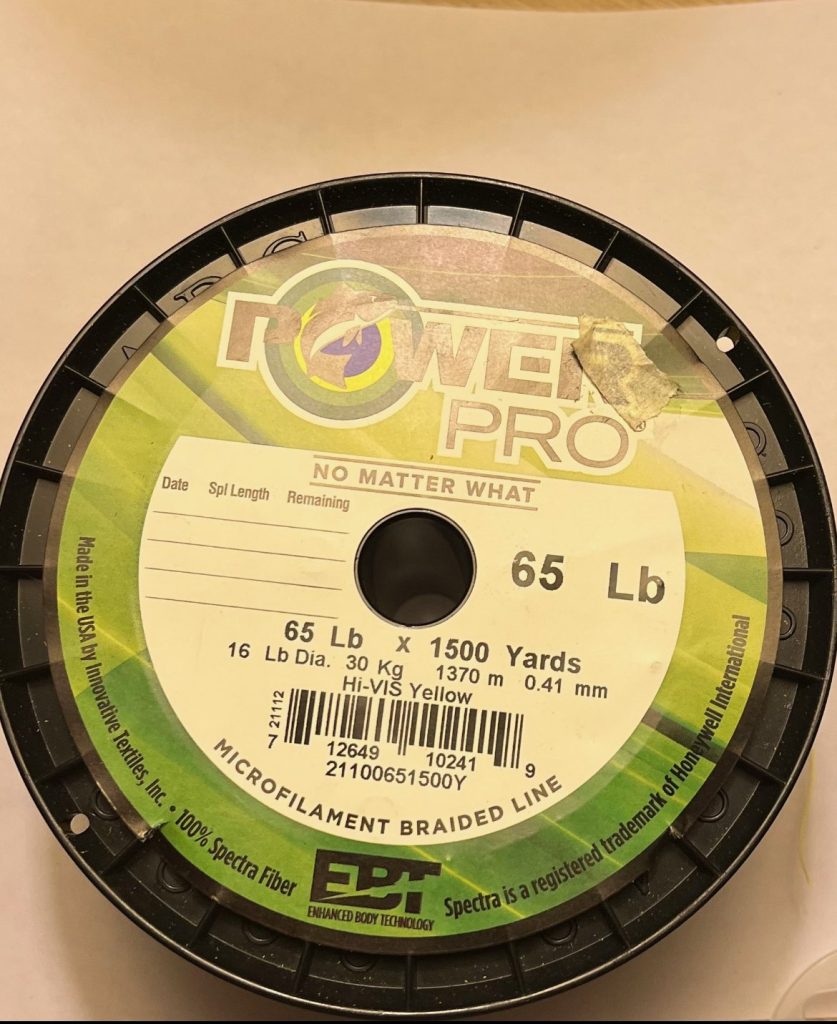 POWER
PRO®
NO MATTER WHAT
Date Spl Length Remaining
65 Lb
65 Lb x 1500 Yards
16 Lb Dia. 30 Kg 1370 m 0.41 mm
Hi-VIS Yellow
21112
7 12649 10241 9
21100651500Y
MICROFILAMENT BRAIDED LINE
Made in the USA by Innovative Textiles, Inc. • 100% Spectra Fiber
EBT
ENHANCED BODY TECHNOLOGY
Spectra is a registered trademark of Honeywell International